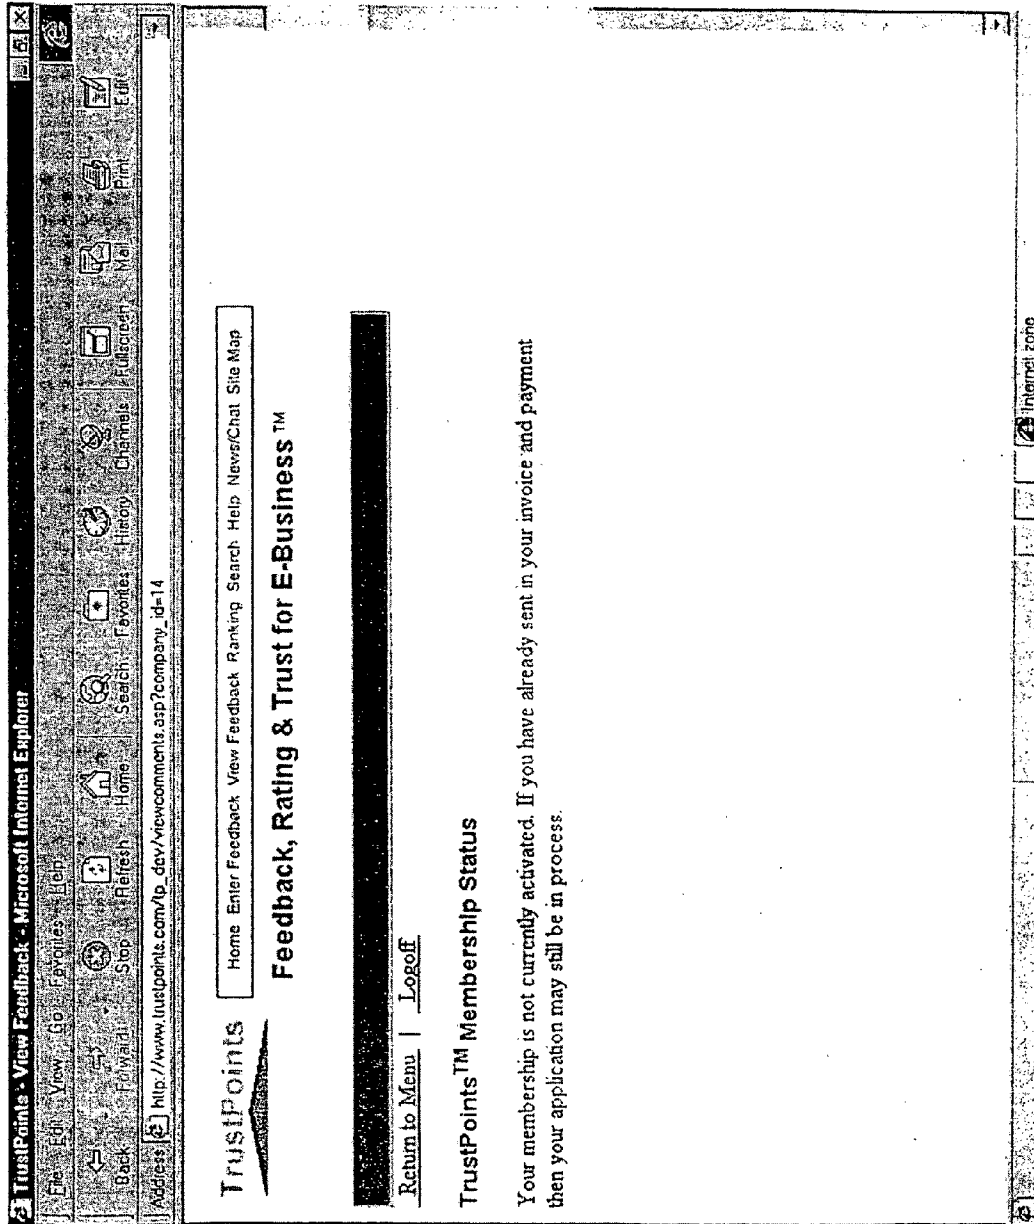 TrustPoints - View Feedback - Microsoft Internet Explorer
File Edit View Go Favorites Help
Back Forward Stop Refresh Home Search Favorites History Channels Fullscreen Mail Print Edit
Address http://www.trustpoints.com/tp_dev/viewcomments.asp?company_id=14
TrustPoints
Home Enter Feedback View Feedback Ranking Search Help News/Chat Site Map
Feedback, Rating & Trust for E-Business™
Return to Menu | Logoff
TrustPoints™ Membership Status
Your membership is not currently activated. If you have already sent in your invoice and payment
then your application may still be in process.
Internet zone